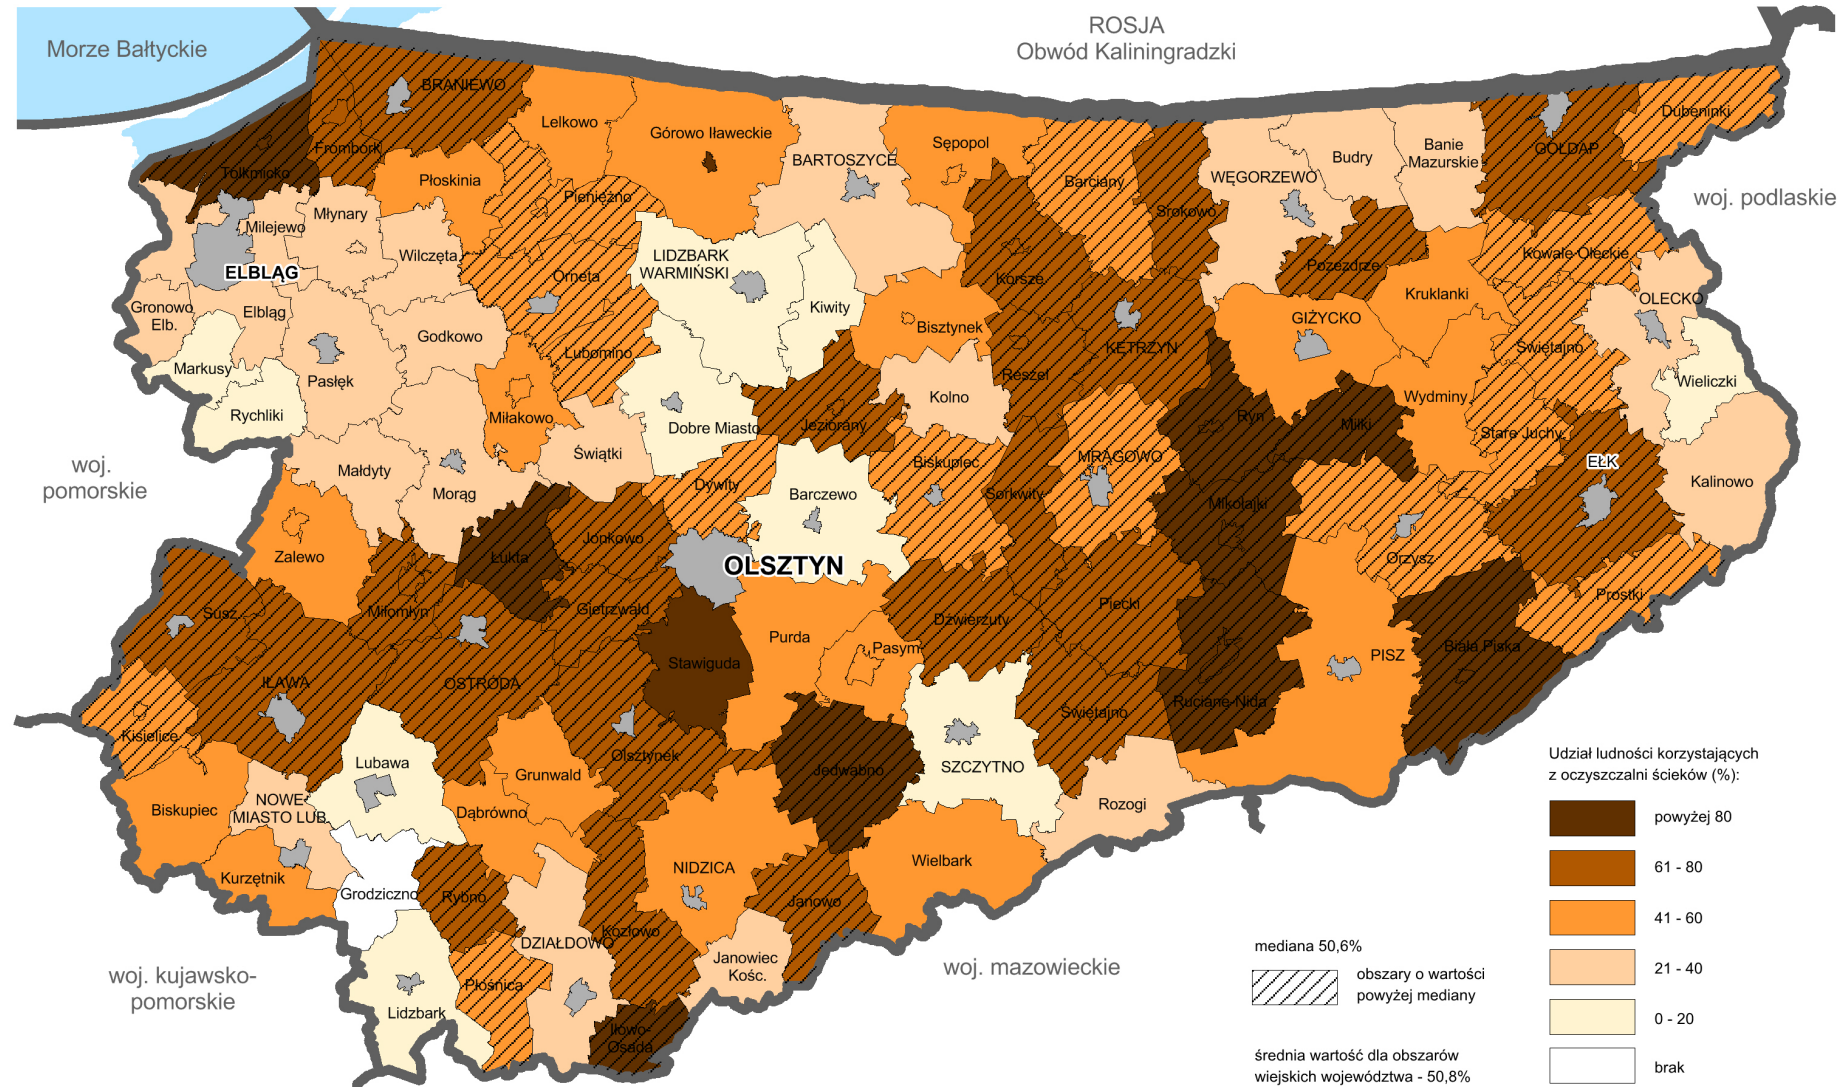 ROSJA
Obwód Kaliningradzki
Morze Bałtyckie
BRANIEWO
Lelkowo
Górowo Iławeckie
Sępopol
Dubeninki
Frombork
GOŁDAP
Banie
Mazurskie
Budry
BARTOSZYCE
Tolkmicko
Płoskinia
Barciany
WĘGORZEWO
woj. podlaskie
Pieniężno
Srokowo
Młynary
Milejewo
Wilczęta
LIDZBARK
WARMIŃSKI
Kowale Oleckie
Pozezdrze
ELBLĄG
Orneta
Korsze
Kruklanki
OLECKO
Gronowo
Elb.
Elbląg
Kiwity
GIŻYCKO
Godkowo
Bisztynek
KĘTRZYN
Świętajno
Lubomino
Markusy
Pasłęk
Reszel
Wieliczki
Kolno
Wydminy
Rychliki
Miłakowo
Dobre Miasto
Jeziorany
Ryn
Miłki
Stare Juchy
Świątki
MRĄGOWO
EŁK
woj.
pomorskie
Małdyty
Morąg
Biskupiec
Dywity
Barczewo
Sorkwity
Kalinowo
Mikołajki
Jonkowo
Zalewo
Łukta
OLSZTYN
Orzysz
Prostki
Susz
Miłomłyn
Gietrzwałd
Dźwierzuty
Piecki
Purda
Pasym
Biała Piska
PISZ
Stawiguda
IŁAWA
OSTRÓDA
Ruciane-Nida
Świętajno
Kisielice
Olsztynek
Lubawa
Grunwald
Jedwabno
SZCZYTNO
Udział ludności korzystających
z oczyszczalni ścieków (%):
Biskupiec
NOWE
MIASTO LUB.
Dąbrówno
Rozogi
powyżej 80
Kurzętnik
NIDZICA
Wielbark
61 - 80
Grodziczno
Rybno
Janowo
41 - 60
Kozłowo
DZIAŁDOWO
mediana 50,6%
woj. kujawsko-
pomorskie
Janowiec
Kośc.
woj. mazowieckie
21 - 40
obszary o wartości
powyżej mediany
Płośnica
Lidzbark
0 - 20
Iłowo-
Osada
średnia wartość dla obszarów
wiejskich województwa - 50,8%
brak